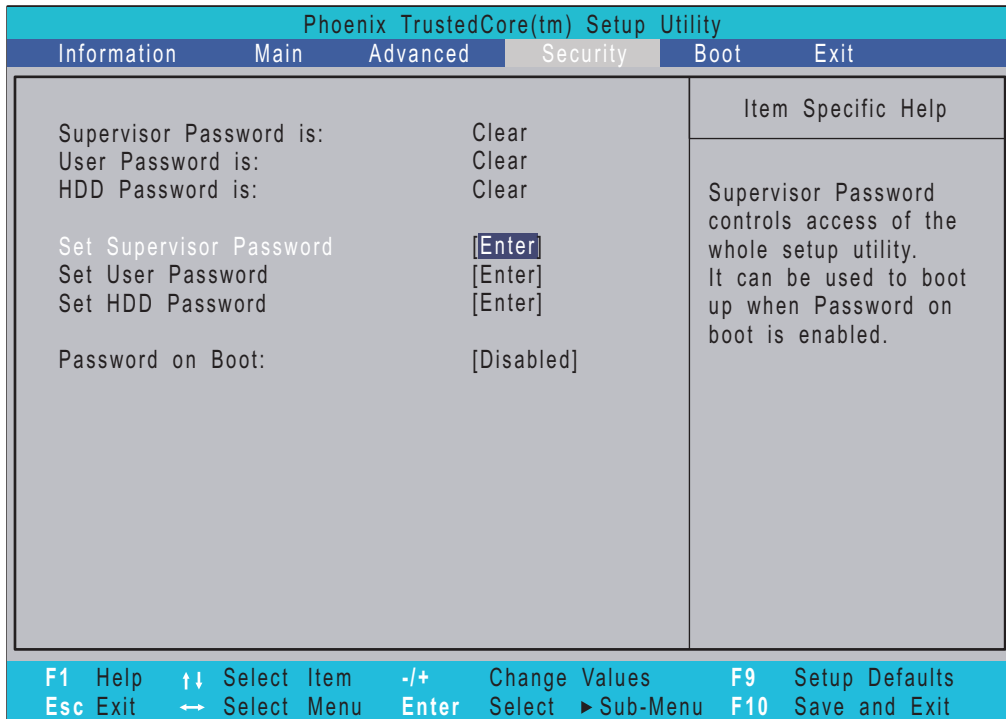 Phoenix TrustedCore(tm) Setup Utility
Information Main Advanced Security Boot Exit
Item Specific Help
Supervisor Password is: Clear
User Password is: Clear
HDD Password is: Clear
Set Supervisor Password [Enter]
Set User Password [Enter]
Set HDD Password [Enter]
Password on Boot: [Disabled]
Supervisor Password
controls access of the
whole setup utility.
It can be used to boot
up when Password on
boot is enabled.
F1 Help ↑↓ Select Item -/+ Change Values F9 Setup Defaults
Esc Exit ↔ Select Menu Enter Select ►Sub-Menu F10 Save and Exit